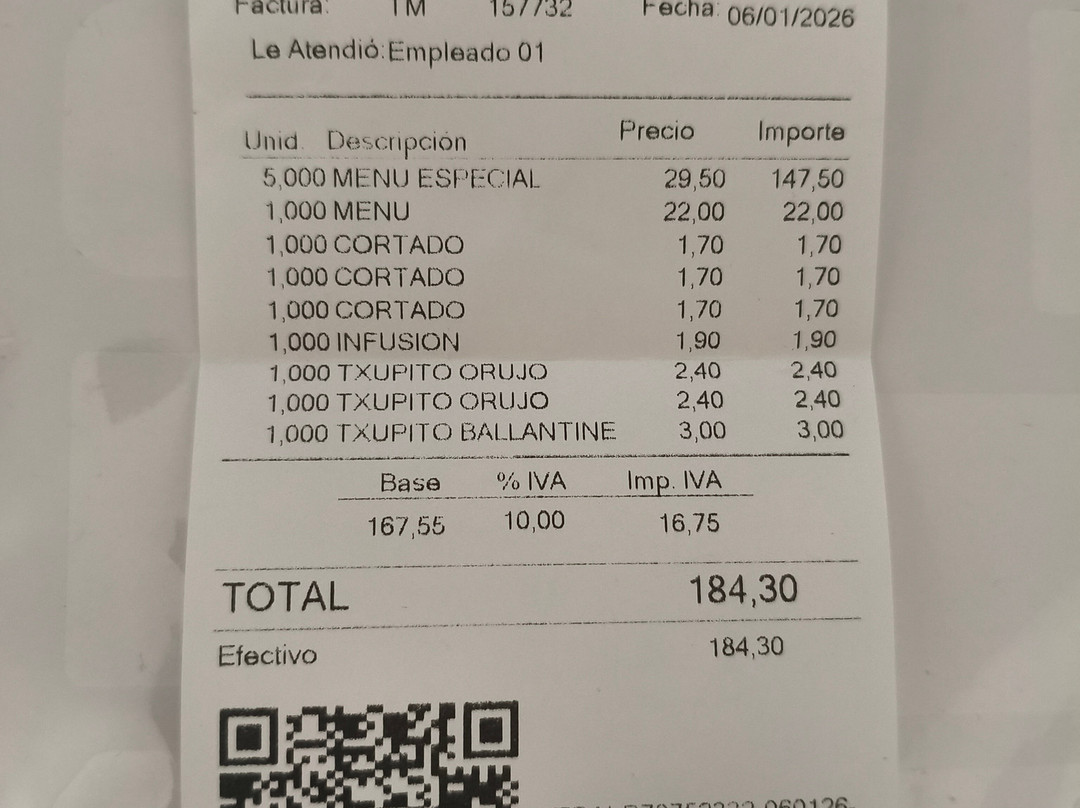 Factura: TM 157732 Fecha: 06/01/2026
Le Atendió: Empleado 01
Unid. Descripción Precio Importe
5,000 MENU ESPECIAL 29,50 147,50
1,000 MENU 22,00 22,00
1,000 CORTADO 1,70 1,70
1,000 CORTADO 1,70 1,70
1,000 CORTADO 1,70 1,70
1,000 INFUSION 1,90 1,90
1,000 TXUPITO ORUJO 2,40 2,40
1,000 TXUPITO ORUJO 2,40 2,40
1,000 TXUPITO BALLANTINE 3,00 3,00
Base % IVA Imp. IVA
167,55 10,00 16,75
TOTAL 184,30
Efectivo 184,30